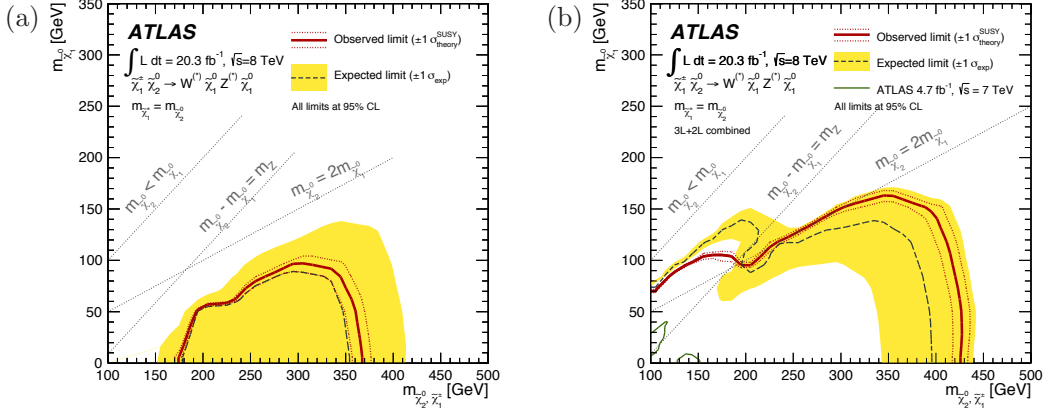 (a)
ATLAS
∫ L dt = 20.3 fb⁻¹, √s=8 TeV
χ̃₁± χ̃₂⁰ → W⁽*⁾ χ̃₁⁰ Z⁽*⁾ χ̃₁⁰
m_χ̃₁± = m_χ̃₂⁰
Observed limit (±1 σ_theory^SUSY)
Expected limit (±1 σ_exp)
All limits at 95% CL
m_χ̃₂⁰ < m_χ̃₁⁰
m_χ̃₂⁰ - m_χ̃₁⁰ = m_Z
m_χ̃₂⁰ = 2m_χ̃₁⁰
m_χ̃₁⁰ [GeV]
350
300
250
200
150
100
50
0
100 150 200 250 300 350 400 450 500
m_χ̃₂⁰, χ̃₁± [GeV]
(b)
ATLAS
∫ L dt = 20.3 fb⁻¹, √s=8 TeV
χ̃₁± χ̃₂⁰ → W⁽*⁾ χ̃₁⁰ Z⁽*⁾ χ̃₁⁰
m_χ̃₁± = m_χ̃₂⁰
3L+2L combined
Observed limit (±1 σ_theory^SUSY)
Expected limit (±1 σ_exp)
ATLAS 4.7 fb⁻¹, √s = 7 TeV
All limits at 95% CL
m_χ̃₂⁰ < m_χ̃₁⁰
m_χ̃₂⁰ - m_χ̃₁⁰ = m_Z
m_χ̃₂⁰ = 2m_χ̃₁⁰
m_χ̃₁⁰ [GeV]
350
300
250
200
150
100
50
0
100 150 200 250 300 350 400 450 500
m_χ̃₂⁰, χ̃₁± [GeV]